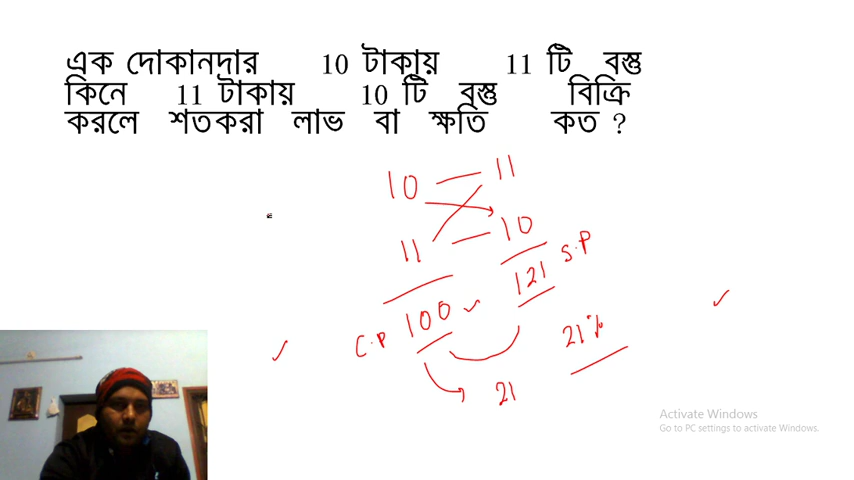 এক দোকানদার 10 টাকায় 11 টি বস্তু
কিনে 11 টাকায় 10 টি বস্তু বিক্রি
করলে শতকরা লাভ বা ক্ষতি কত ?
10 — 11
11 — 10
C.P 100 121 S.P
21 21%
Activate Windows
Go to PC settings to activate Windows.